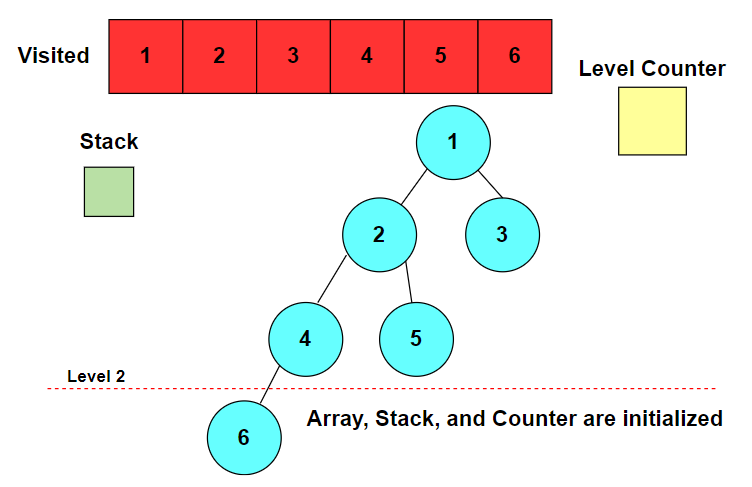 Visited 1 2 3 4 5 6
Level Counter
Stack
1
2 3
4 5
Level 2
Array, Stack, and Counter are initialized
6